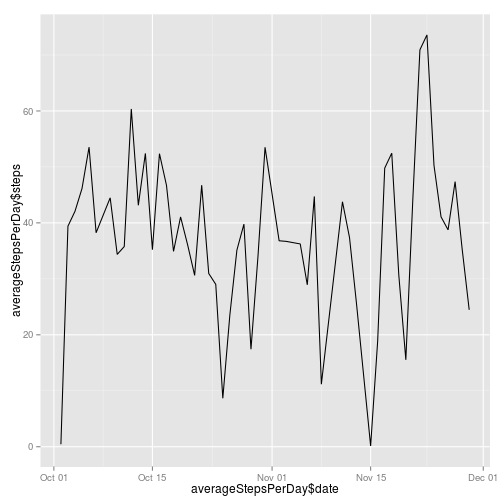 averageStepsPerDay$steps
60
40
20
0
Oct 01 Oct 15 Nov 01 Nov 15 Dec 01
averageStepsPerDay$date